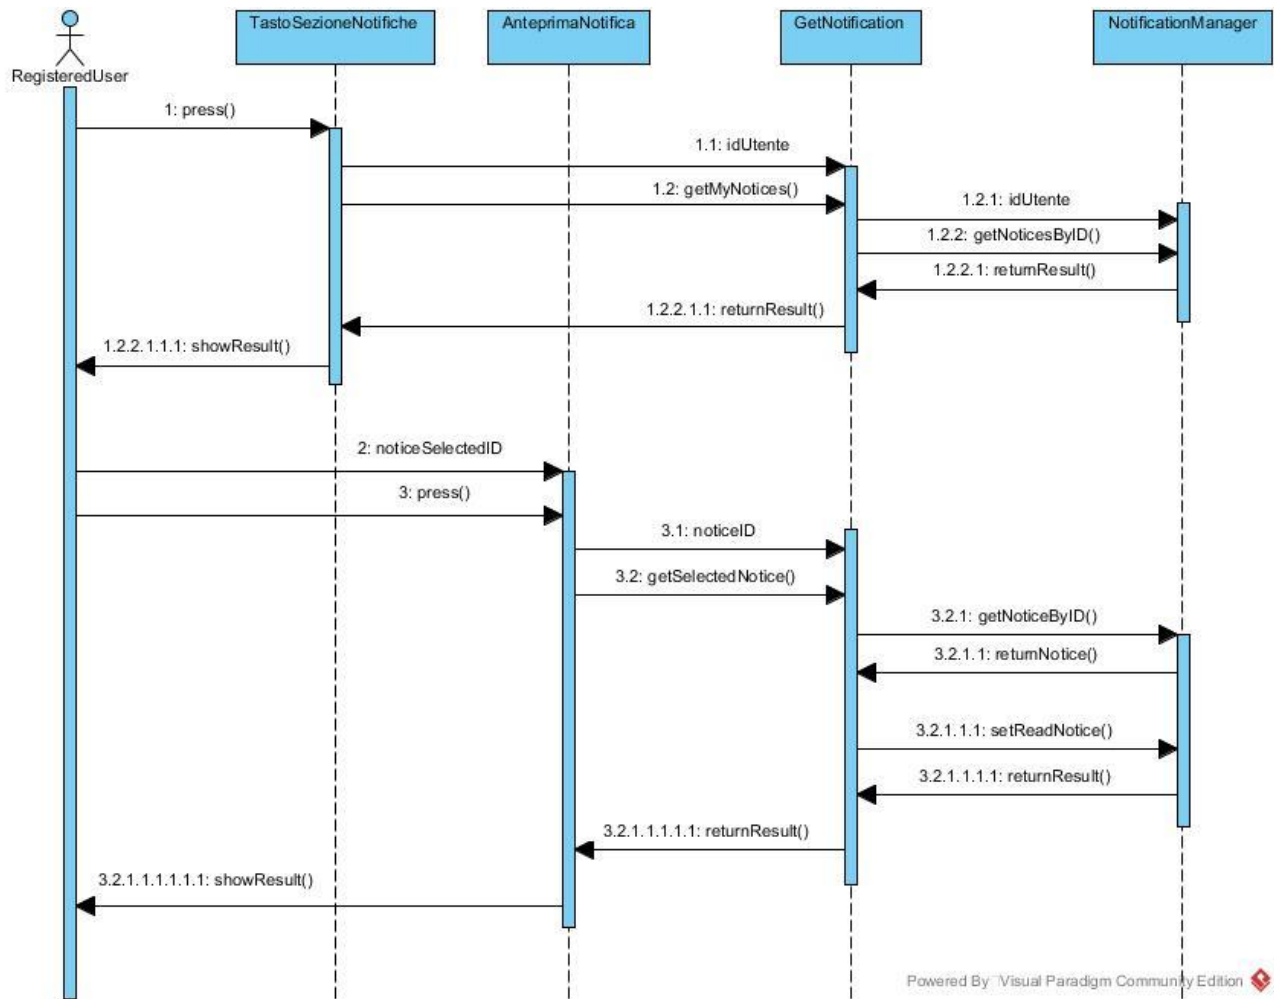 TastoSezioneNotifiche
AnteprimaNotifica
GetNotification
NotificationManager
RegisteredUser
1: press()
1.1: idUtente
1.2: getMyNotices()
1.2.1: idUtente
1.2.2: getNoticesByID()
1.2.2.1: returnResult()
1.2.2.1.1: returnResult()
1.2.2.1.1.1: showResult()
2: noticeSelectedID
3: press()
3.1: noticeID
3.2: getSelectedNotice()
3.2.1: getNoticeByID()
3.2.1.1: returnNotice()
3.2.1.1.1: setReadNotice()
3.2.1.1.1.1: returnResult()
3.2.1.1.1.1.1: returnResult()
3.2.1.1.1.1.1.1: showResult()
Powered By Visual Paradigm Community Edition